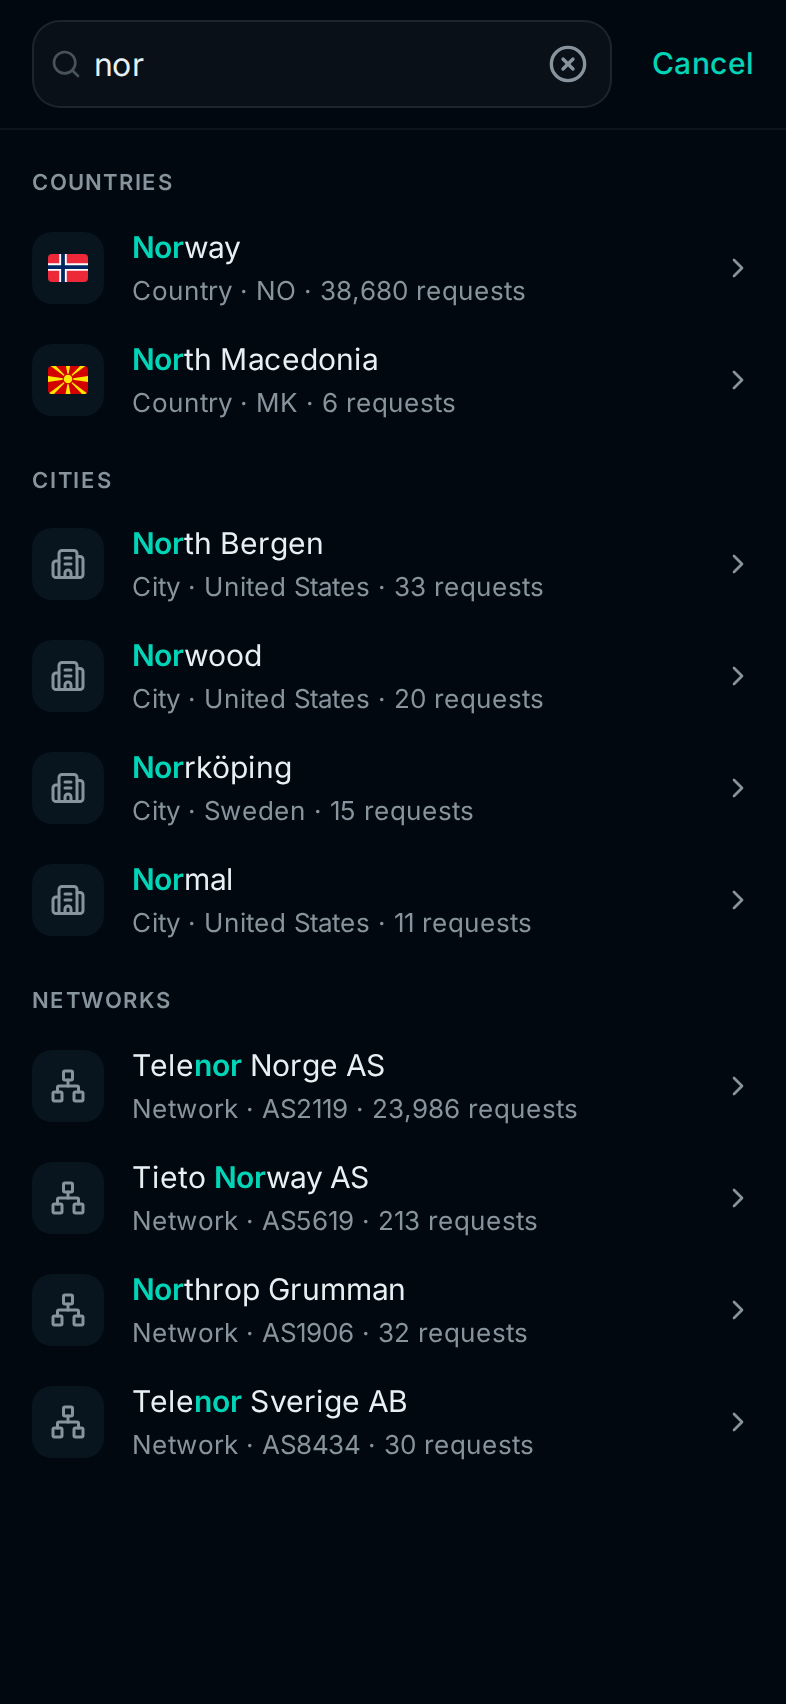 nor
Cancel
COUNTRIES
Norway
Country · NO · 38,680 requests
North Macedonia
Country · MK · 6 requests
CITIES
North Bergen
City · United States · 33 requests
Norwood
City · United States · 20 requests
Norrköping
City · Sweden · 15 requests
Normal
City · United States · 11 requests
NETWORKS
Telenor Norge AS
Network · AS2119 · 23,986 requests
Tieto Norway AS
Network · AS5619 · 213 requests
Northrop Grumman
Network · AS1906 · 32 requests
Telenor Sverige AB
Network · AS8434 · 30 requests